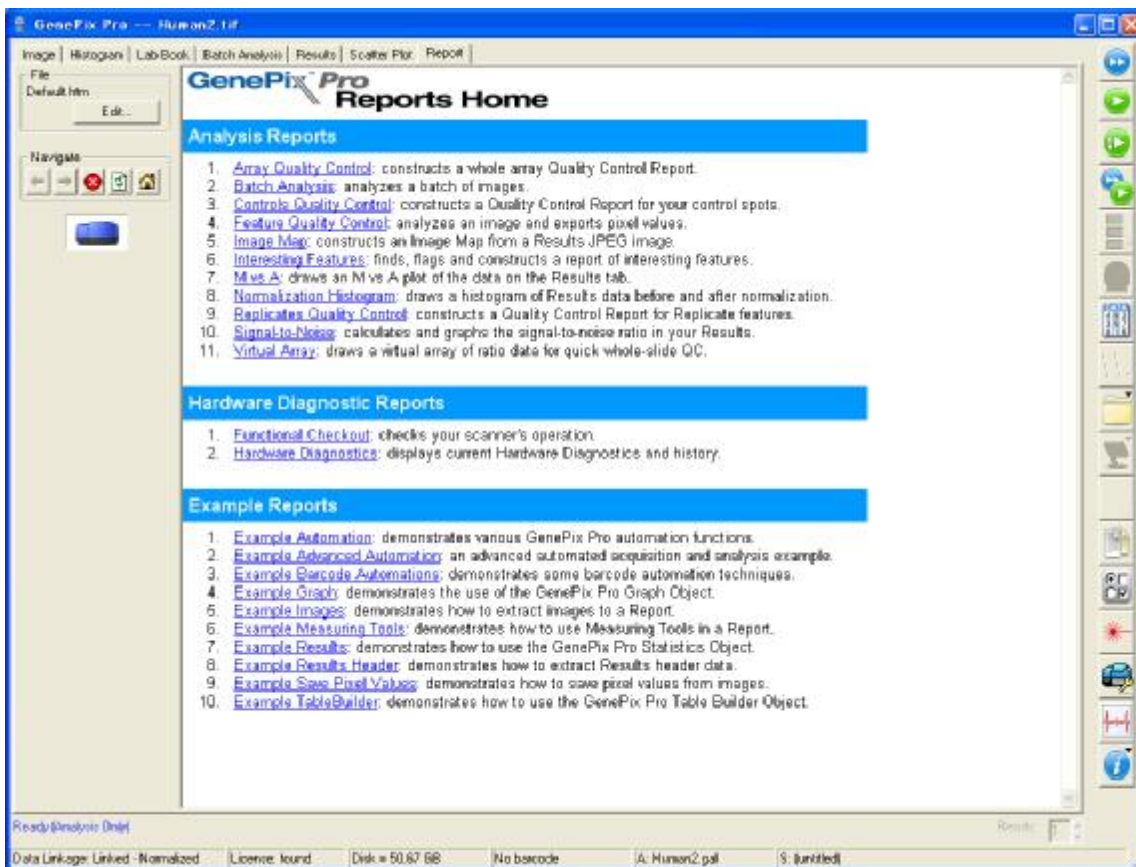 GenePix Pro -- Human2.tif
Image | Histogram | Lab Book | Batch Analysis | Results | Scatter Plot | Report |
File
Default.htm
Edit...
Navigate
GenePix Pro
Reports Home
Analysis Reports
1. Array Quality Control: constructs a whole array Quality Control Report.
2. Batch Analysis: analyzes a batch of images.
3. Controls Quality Control: constructs a Quality Control Report for your control spots.
4. Feature Quality Control: analyzes an image and exports pixel values.
5. Image Map: constructs an Image Map from a Results JPEG image.
6. Interesting Features: finds, flags and constructs a report of interesting features.
7. M vs A: draws an M vs A plot of the data on the Results tab.
8. Normalization Histogram: draws a histogram of Results data before and after normalization.
9. Replicates Quality Control: constructs a Quality Control Report for Replicate features.
10. Signal-to-Noise: calculates and graphs the signal-to-noise ratio in your Results.
11. Virtual Array: draws a virtual array of ratio data for quick whole-slide QC.
Hardware Diagnostic Reports
1. Functional Checkout: checks your scanner's operation.
2. Hardware Diagnostics: displays current Hardware Diagnostics and history.
Example Reports
1. Example Automation: demonstrates various GenePix Pro automation functions.
2. Example Advanced Automation: an advanced automated acquisition and analysis example.
3. Example Barcode Automations: demonstrates some barcode automation techniques.
4. Example Graph: demonstrates the use of the GenePix Pro Graph Object.
5. Example Images: demonstrates how to extract images to a Report.
6. Example Measuring Tools: demonstrates how to use Measuring Tools in a Report.
7. Example Results: demonstrates how to use the GenePix Pro Statistics Object.
8. Example Results Header: demonstrates how to extract Results header data.
9. Example Save Pixel Values: demonstrates how to save pixel values from images.
10. Example TableBuilder: demonstrates how to use the GenePix Pro Table Builder Object.
Ready (Analysis Only)
Data Linkage: Linked - Normalized Licence: found Disk = 50.67 GB No barcode A: Human2.gal S: (untitled)